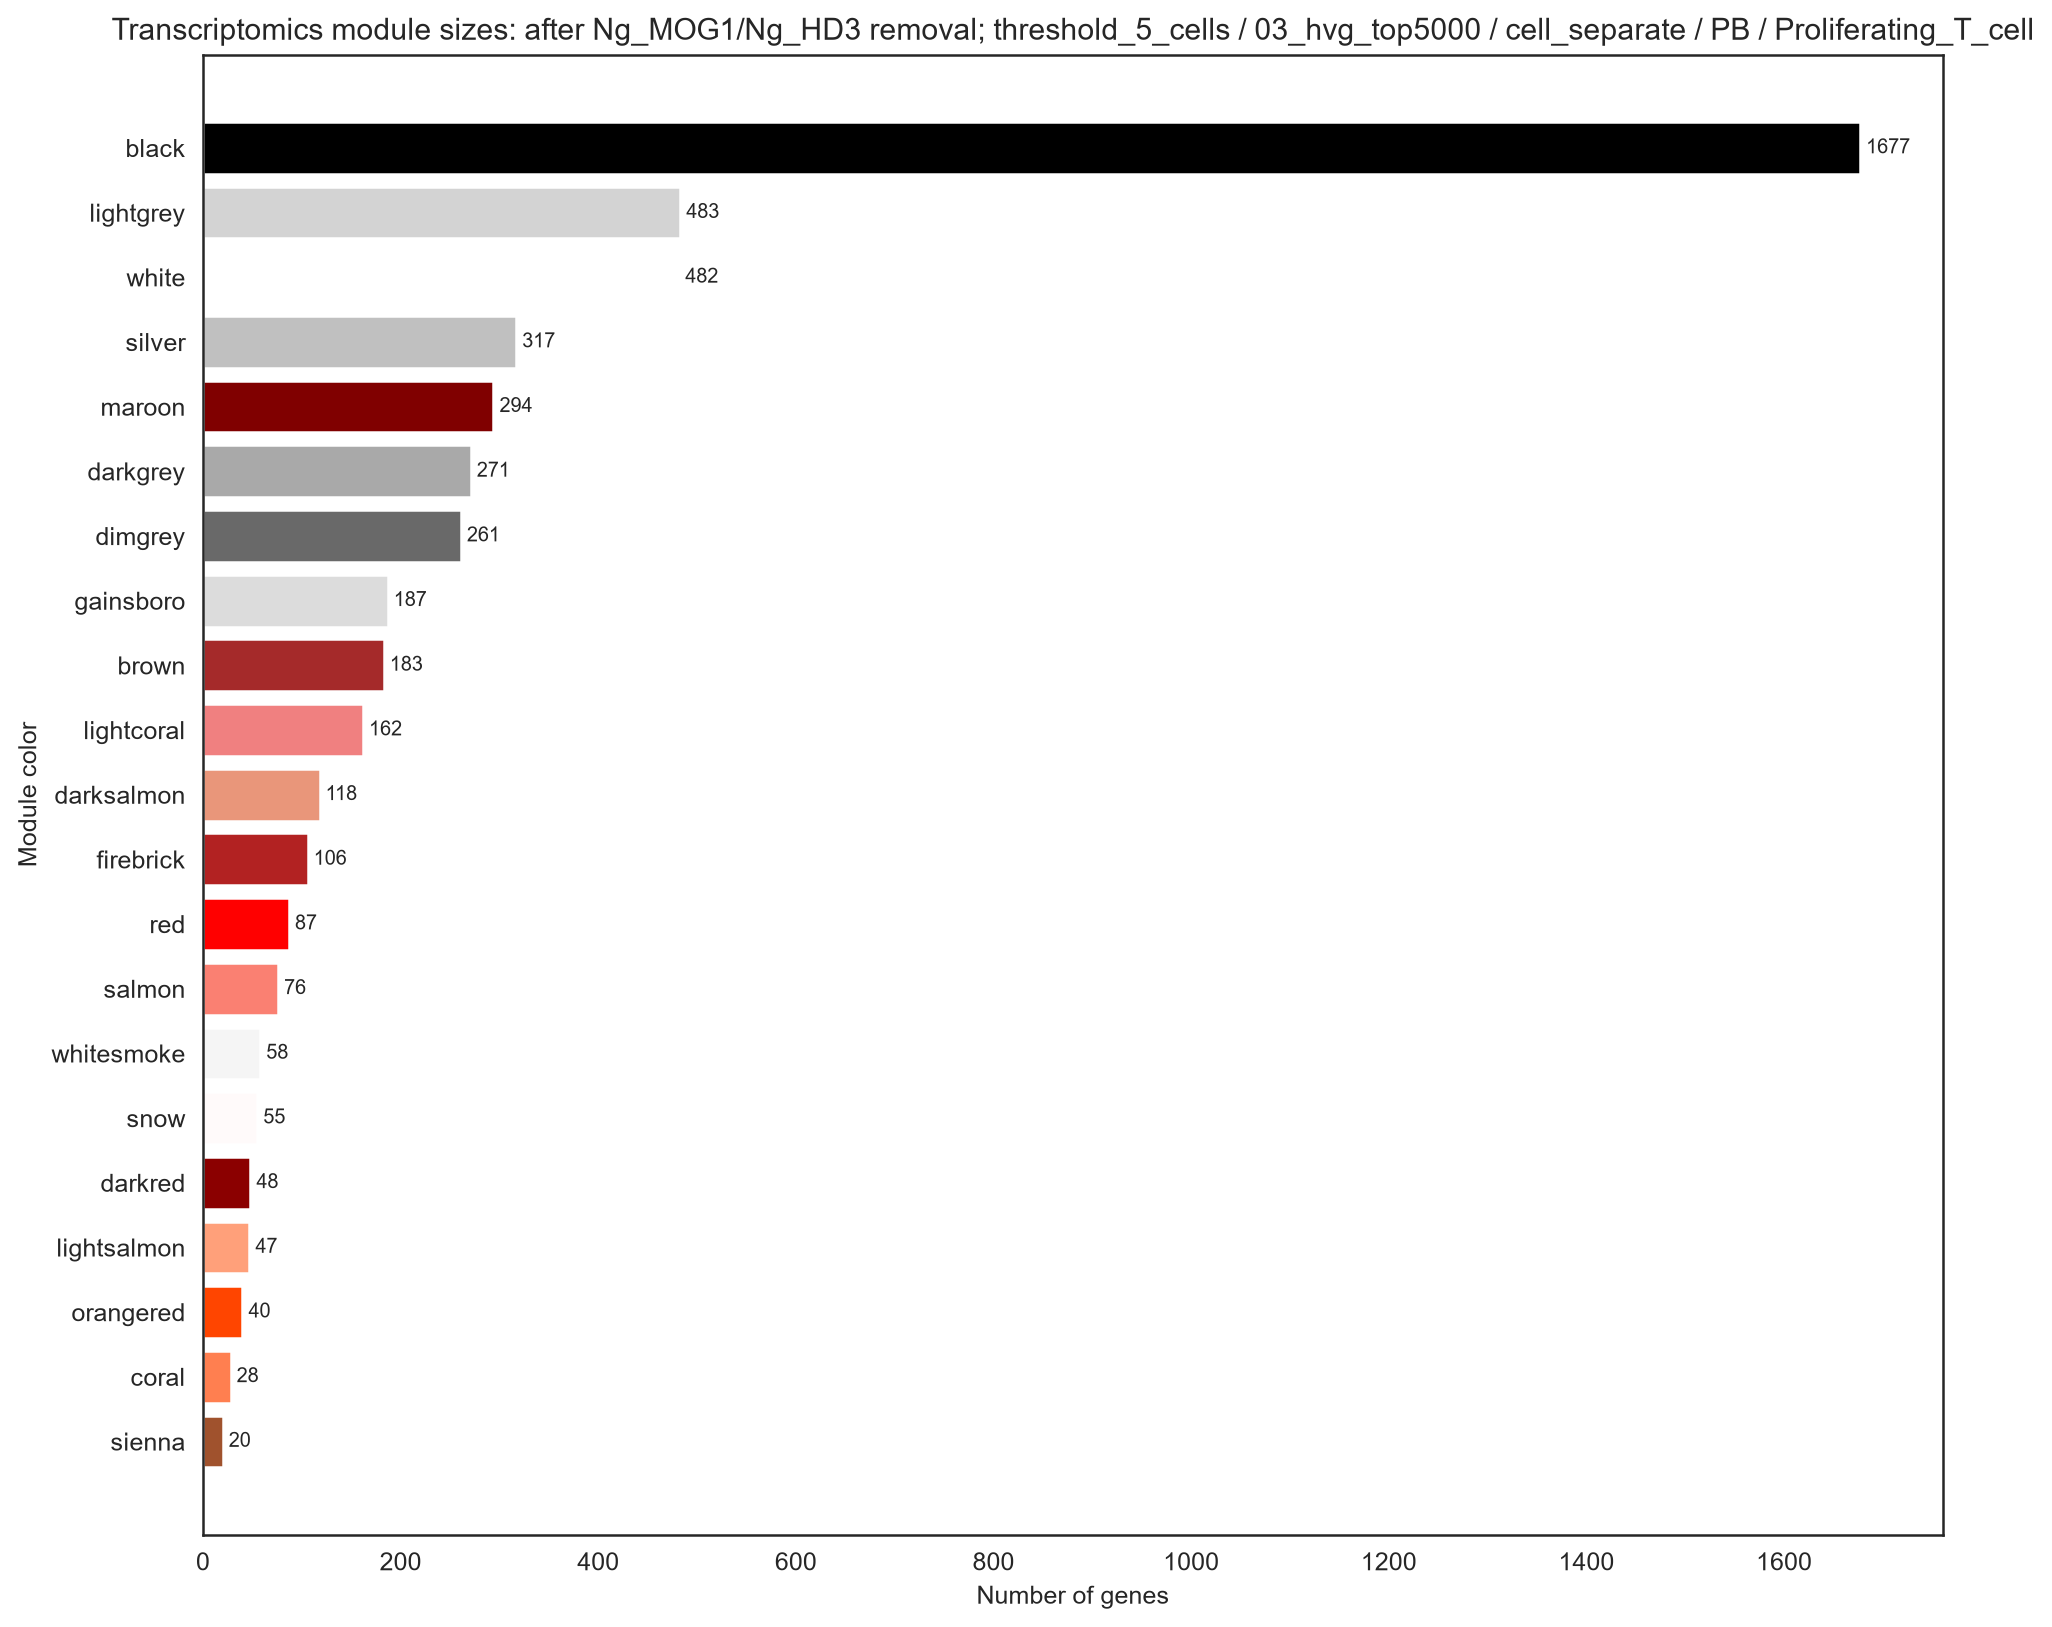 Transcriptomics module sizes: after Ng_MOG1/Ng_HD3 removal; threshold_5_cells / 03_hvg_top5000 / cell_separate / PB / Proliferating_T_cell
black 1677
lightgrey 483
white 482
silver 317
maroon 294
darkgrey 271
dimgrey 261
gainsboro 187
brown 183
lightcoral 162
darksalmon 118
firebrick 106
red 87
salmon 76
whitesmoke 58
snow 55
darkred 48
lightsalmon 47
orangered 40
coral 28
sienna 20
Module color
0 200 400 600 800 1000 1200 1400 1600
Number of genes